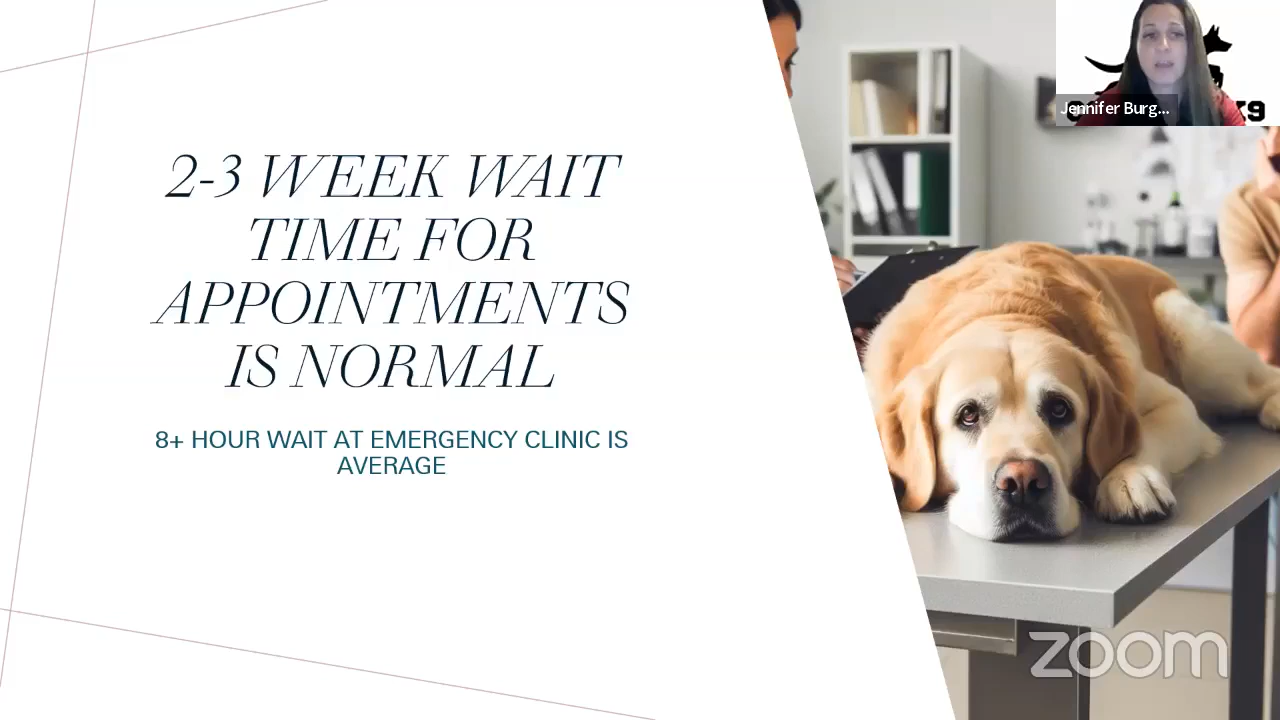 2-3 WEEK WAIT
TIME FOR
APPOINTMENTS
IS NORMAL
8+ HOUR WAIT AT EMERGENCY CLINIC IS
AVERAGE
Jennifer Burg...
K9
zoom